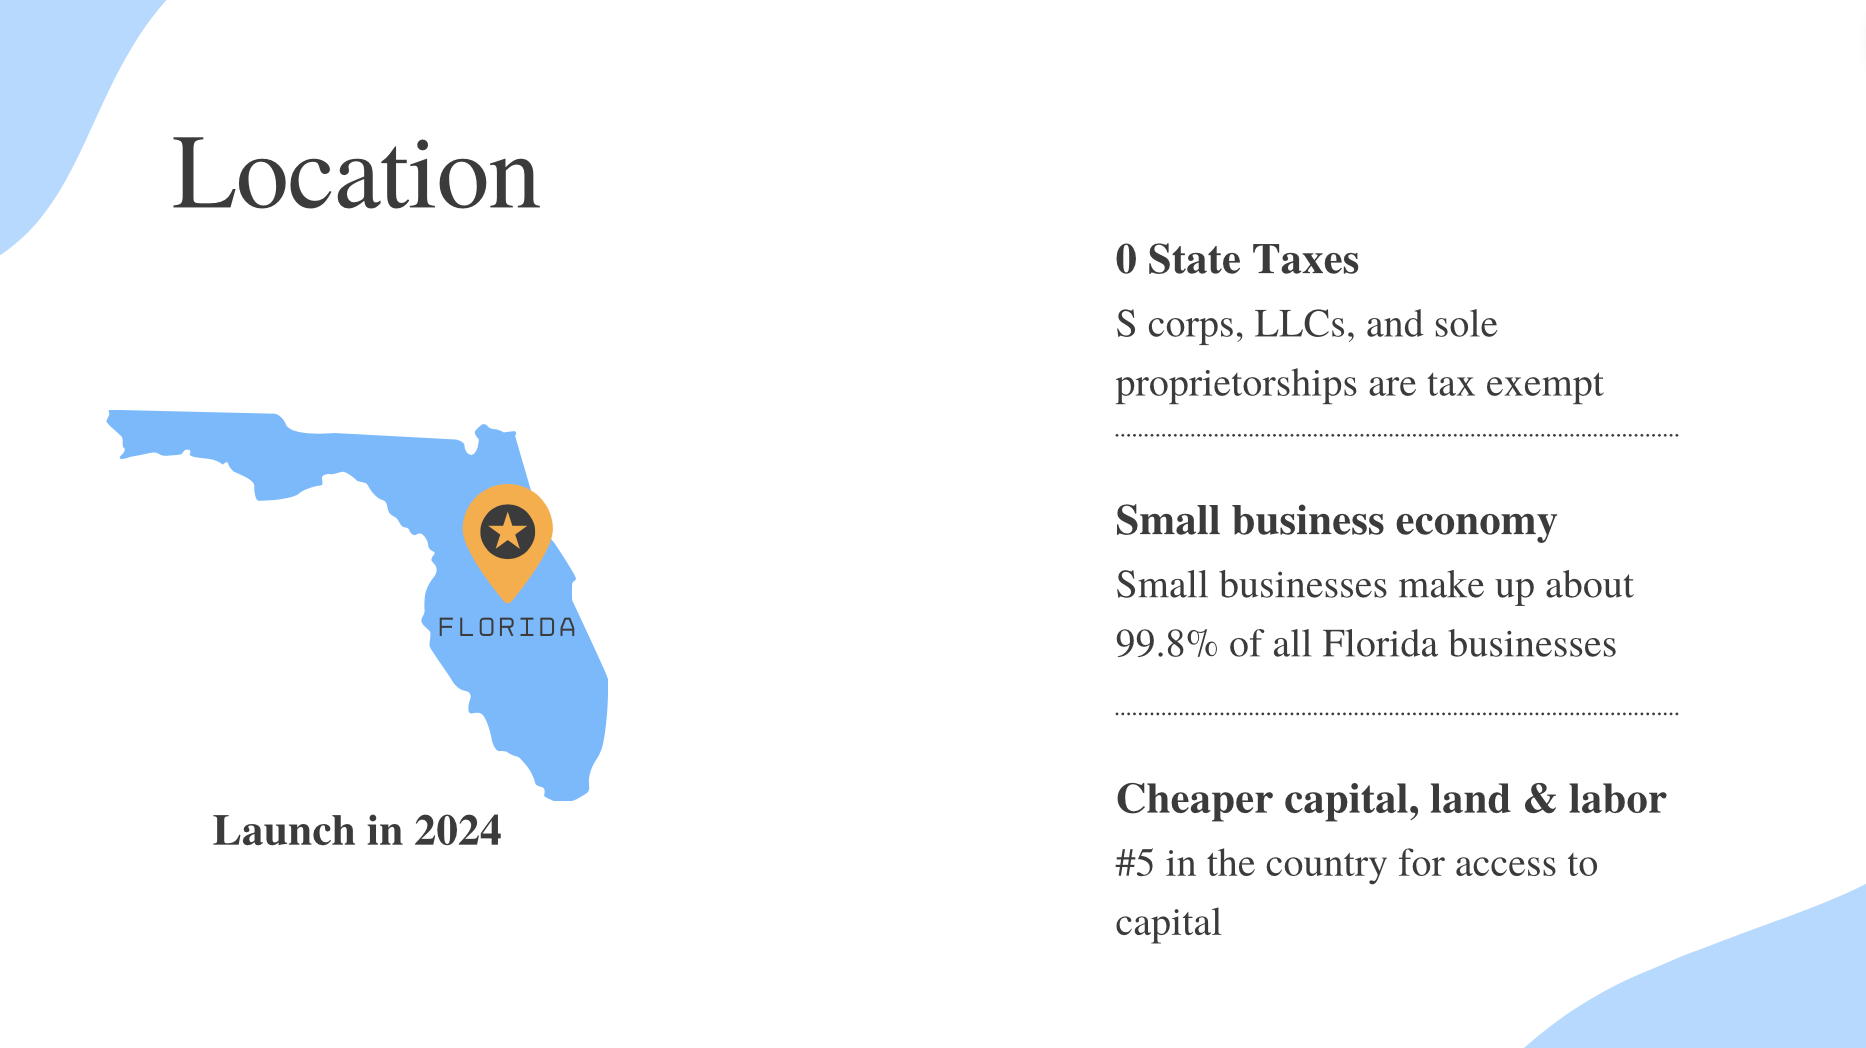 Location
FLORIDA
Launch in 2024
0 State Taxes
S corps, LLCs, and sole
proprietorships are tax exempt
Small business economy
Small businesses make up about
99.8% of all Florida businesses
Cheaper capital, land & labor
#5 in the country for access to
capital